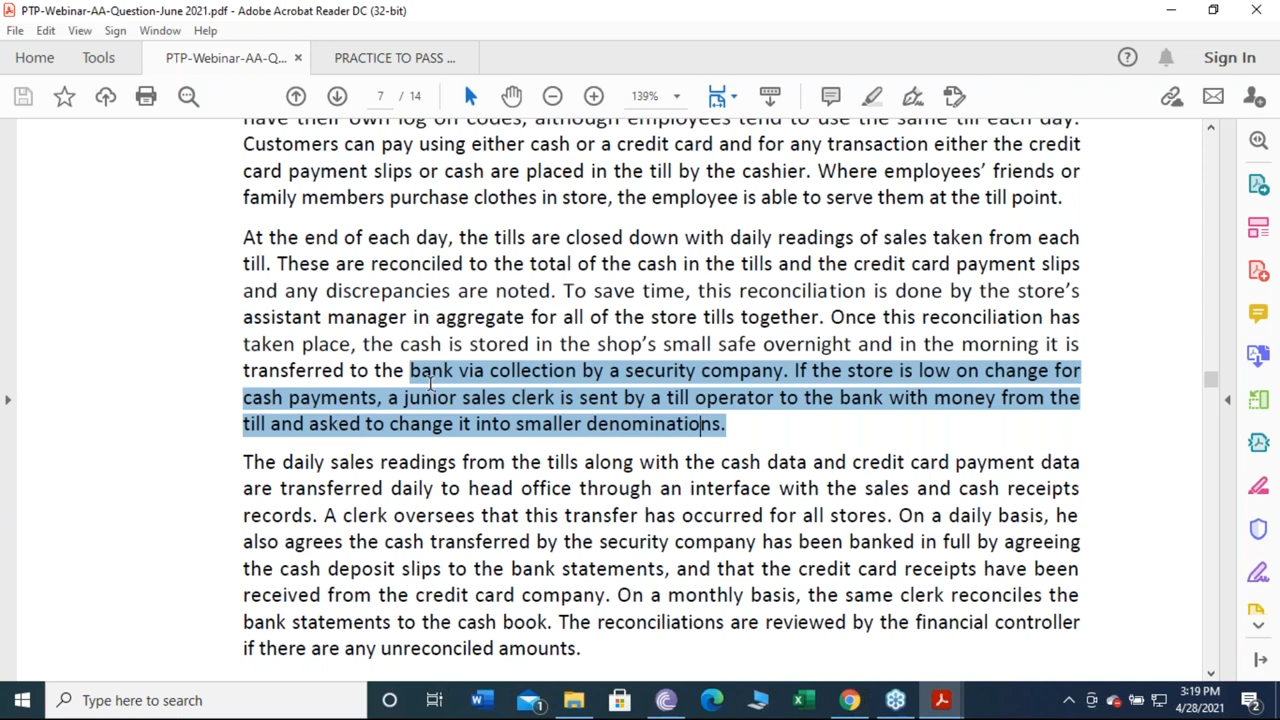 PTP-Webinar-AA-Question-June 2021.pdf - Adobe Acrobat Reader DC (32-bit)
File Edit View Sign Window Help
Home Tools PTP-Webinar-AA-Q... × PRACTICE TO PASS ... Sign In
7 / 14 139%
have their own log on codes, although employees tend to use the same till each day.
Customers can pay using either cash or a credit card and for any transaction either the credit
card payment slips or cash are placed in the till by the cashier. Where employees’ friends or
family members purchase clothes in store, the employee is able to serve them at the till point.
At the end of each day, the tills are closed down with daily readings of sales taken from each
till. These are reconciled to the total of the cash in the tills and the credit card payment slips
and any discrepancies are noted. To save time, this reconciliation is done by the store’s
assistant manager in aggregate for all of the store tills together. Once this reconciliation has
taken place, the cash is stored in the shop’s small safe overnight and in the morning it is
transferred to the bank via collection by a security company. If the store is low on change for
cash payments, a junior sales clerk is sent by a till operator to the bank with money from the
till and asked to change it into smaller denominations.
The daily sales readings from the tills along with the cash data and credit card payment data
are transferred daily to head office through an interface with the sales and cash receipts
records. A clerk oversees that this transfer has occurred for all stores. On a daily basis, he
also agrees the cash transferred by the security company has been banked in full by agreeing
the cash deposit slips to the bank statements, and that the credit card receipts have been
received from the credit card company. On a monthly basis, the same clerk reconciles the
bank statements to the cash book. The reconciliations are reviewed by the financial controller
if there are any unreconciled amounts.
Type here to search
3:19 PM
4/28/2021